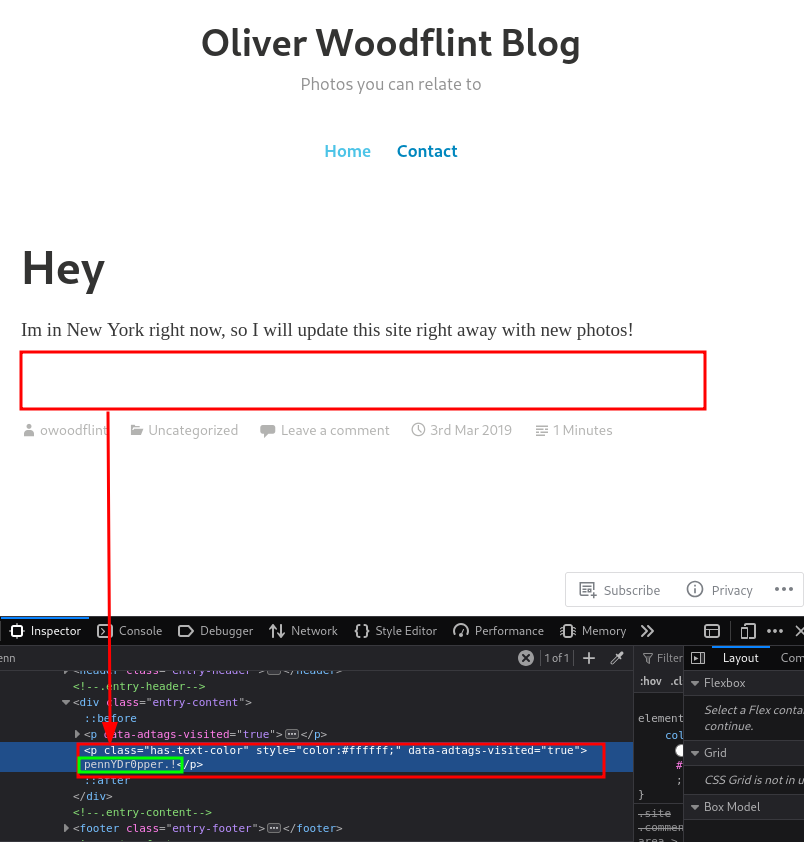 Oliver Woodflint Blog
Photos you can relate to
Home Contact
Hey
Im in New York right now, so I will update this site right away with new photos!
owoodflint Uncategorized Leave a comment 3rd Mar 2019 1 Minutes
Subscribe Privacy •••
Inspector Console Debugger Network Style Editor Performance Memory
enn 1 of 1 Filter Layout Com
<header class="entry-header"></header>
:hov .cl Flexbox
<!--.entry-header-->
<div class="entry-content">
Select a Flex conta
continue.
::before
element
<p data-adtags-visited="true"></p>
col
<p class="has-text-color" style="color:#ffffff;" data-adtags-visited="true">
Grid
pennYDr0pper.!</p>
#
::after
; CSS Grid is not in u
</div>
}
Box Model
<!--.entry-content-->
.site
<footer class="entry-footer"></footer>
.commen
area >